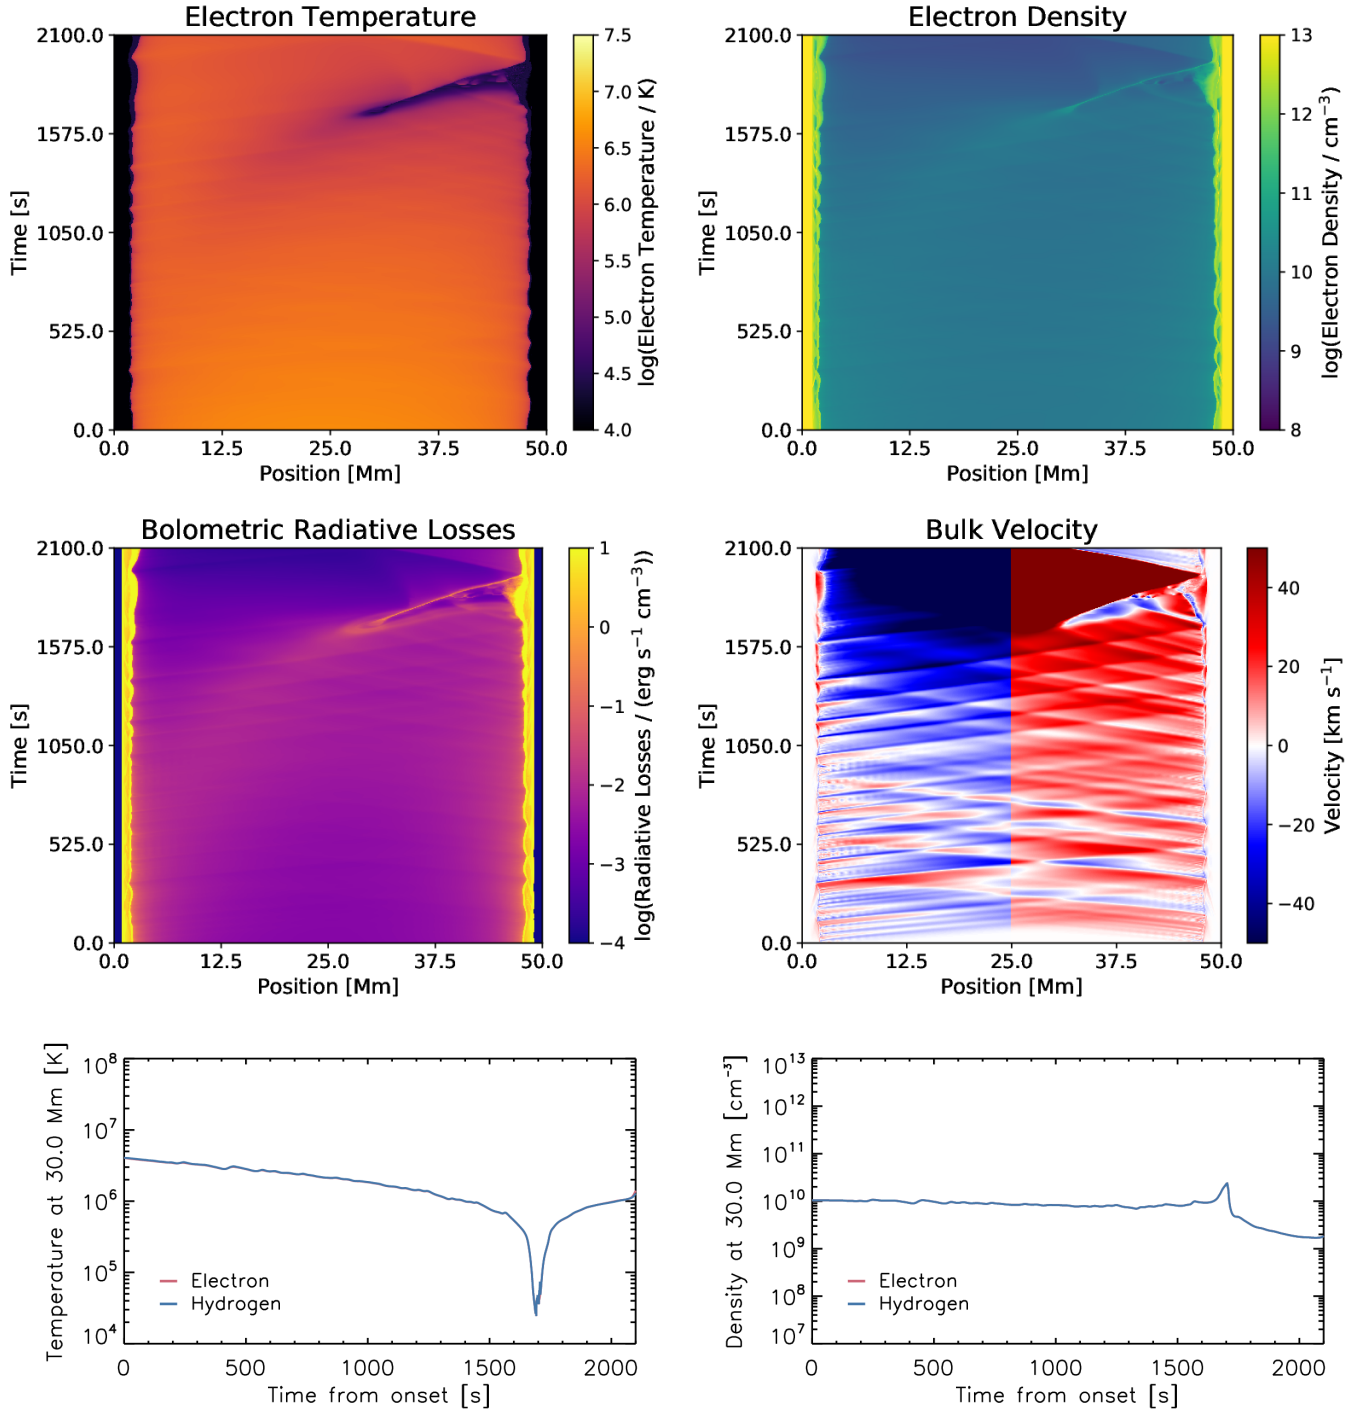 Electron Temperature
2100.0
1575.0
1050.0
525.0
0.0
Time [s]
0.0 12.5 25.0 37.5 50.0
Position [Mm]
7.5
7.0
6.5
6.0
5.5
5.0
4.5
4.0
log(Electron Temperature / K)
Electron Density
2100.0
1575.0
1050.0
525.0
0.0
Time [s]
0.0 12.5 25.0 37.5 50.0
Position [Mm]
13
12
11
10
9
8
log(Electron Density / cm⁻³)
Bolometric Radiative Losses
2100.0
1575.0
1050.0
525.0
0.0
Time [s]
0.0 12.5 25.0 37.5 50.0
Position [Mm]
1
0
−1
−2
−3
−4
log(Radiative Losses / (erg s⁻¹ cm⁻³))
Bulk Velocity
2100.0
1575.0
1050.0
525.0
0.0
Time [s]
0.0 12.5 25.0 37.5 50.0
Position [Mm]
40
20
0
−20
−40
Velocity [km s⁻¹]
10⁸
10⁷
10⁶
10⁵
10⁴
Temperature at 30.0 Mm [K]
Electron
Hydrogen
0 500 1000 1500 2000
Time from onset [s]
10¹³
10¹²
10¹¹
10¹⁰
10⁹
10⁸
10⁷
Density at 30.0 Mm [cm⁻³]
Electron
Hydrogen
0 500 1000 1500 2000
Time from onset [s]